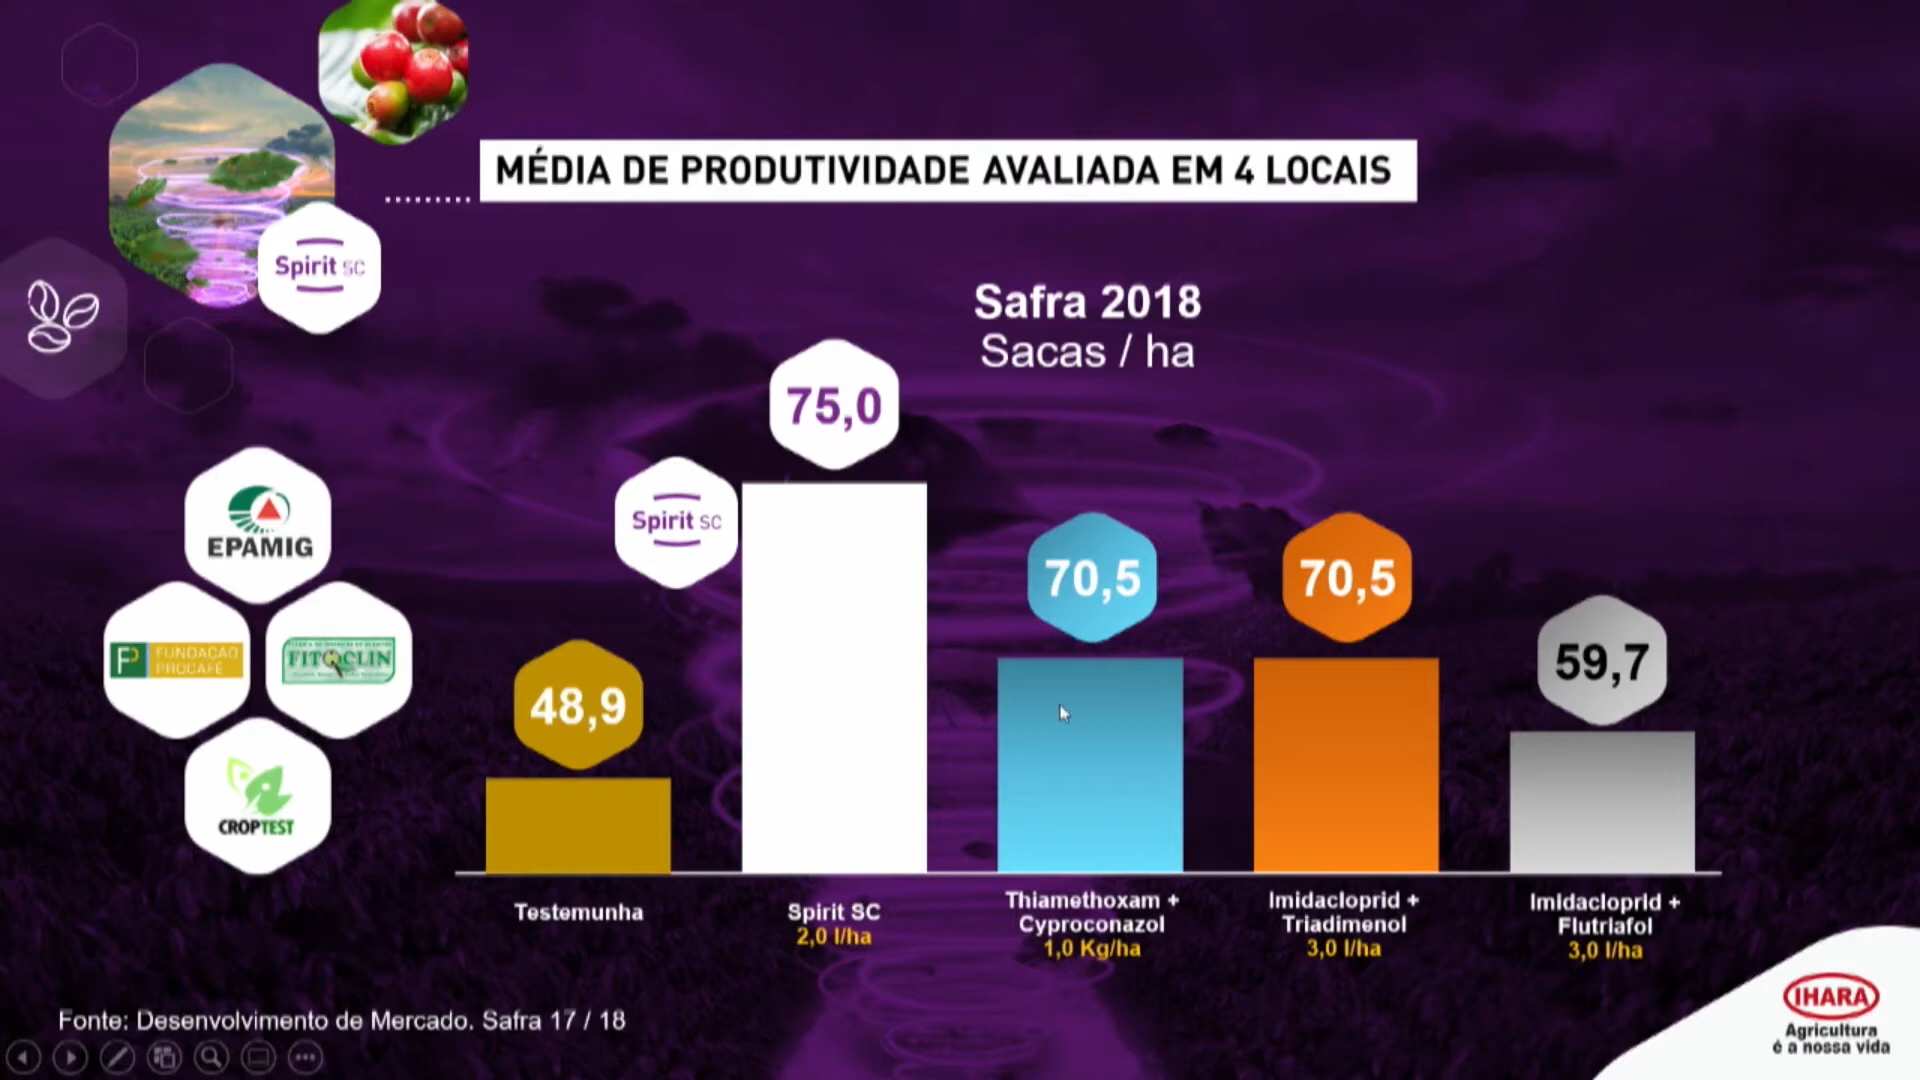 MÉDIA DE PRODUTIVIDADE AVALIADA EM 4 LOCAIS
Spirit SC
Safra 2018
Sacas / ha
75,0
Spirit SC
70,5
70,5
59,7
48,9
EPAMIG
FUNDAÇÃO
PROCAFÉ
FITOCLIN
CROPTEST
Testemunha
Spirit SC
2,0 l/ha
Thiamethoxam +
Cyproconazol
1,0 Kg/ha
Imidacloprid +
Triadimenol
3,0 l/ha
Imidacloprid +
Flutriafol
3,0 l/ha
Fonte: Desenvolvimento de Mercado. Safra 17 / 18
IHARA
Agricultura
é a nossa vida